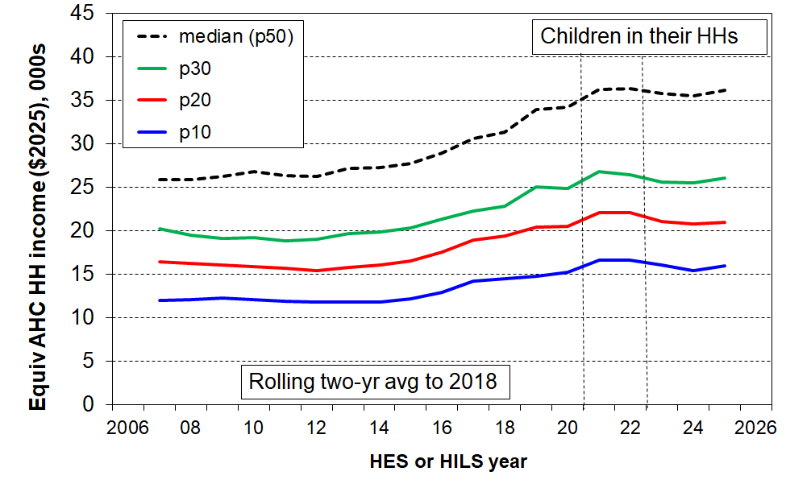 45
40
35
30
25
20
15
10
5
0
Equiv AHC HH income ($2025), 000s
median (p50)
p30
p20
p10
Children in their HHs
Rolling two-yr avg to 2018
2006 08 10 12 14 16 18 20 22 24 2026
HES or HILS year